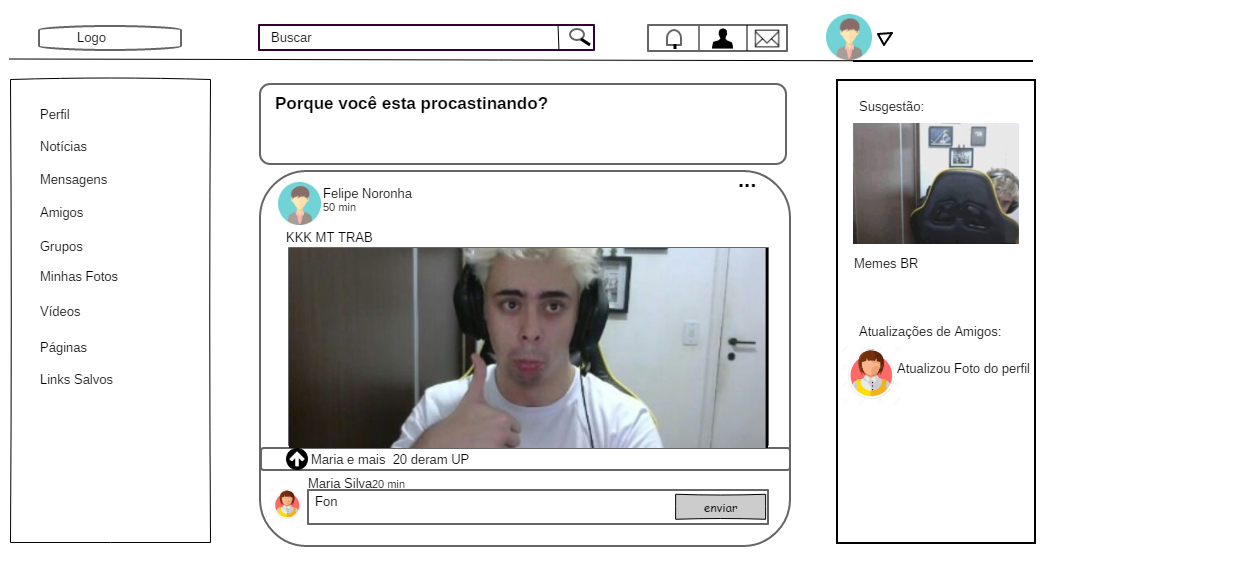 Logo
Buscar
Perfil
Notícias
Mensagens
Amigos
Grupos
Minhas Fotos
Vídeos
Páginas
Links Salvos
Porque você esta procastinando?
Felipe Noronha
...
50 min
KKK MT TRAB
Maria e mais 20 deram UP
Maria Silva20 min
Fon
enviar
Susgestão:
Memes BR
Atualizações de Amigos:
Atualizou Foto do perfil